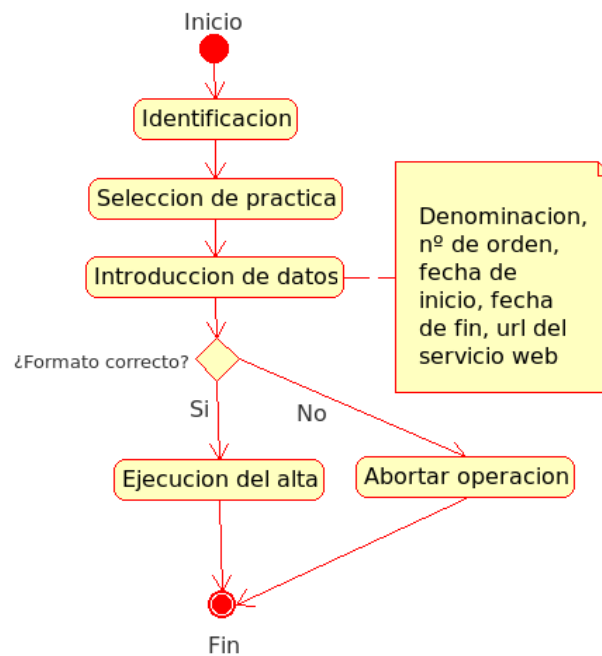 Inicio
Identificacion
Seleccion de practica
Introduccion de datos
Denominacion,
nº de orden,
fecha de
inicio, fecha
de fin, url del
servicio web
¿Formato correcto?
Si
No
Ejecucion del alta
Abortar operacion
Fin